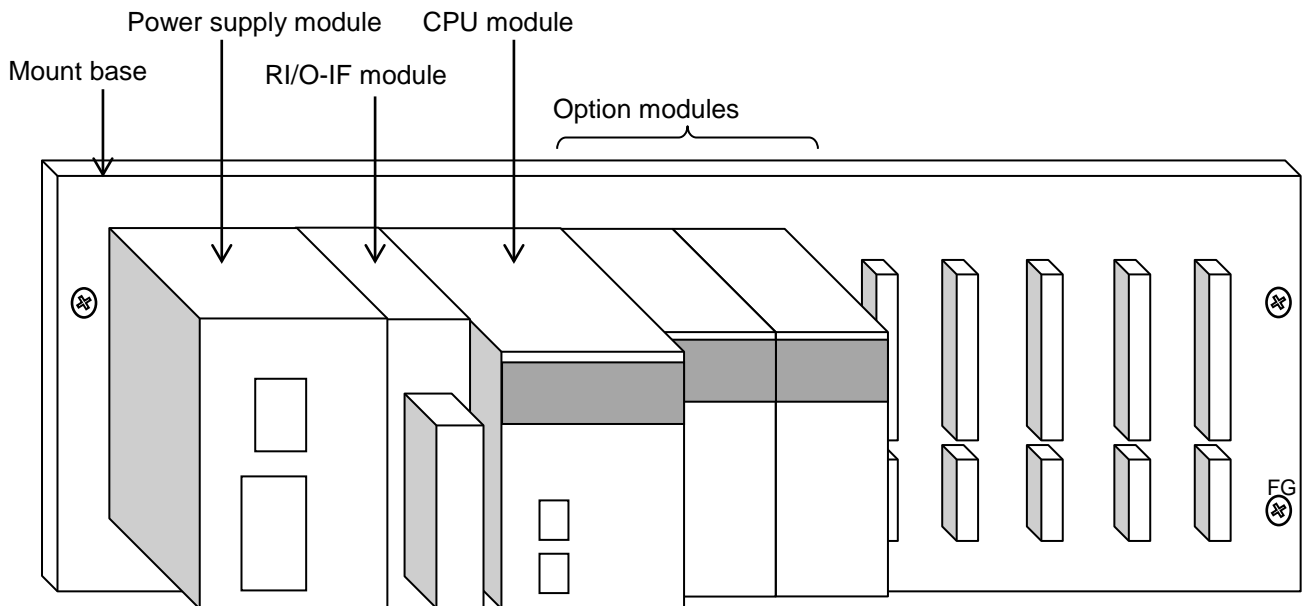 Power supply module
CPU module
Mount base
RI/O-IF module
Option modules
FG